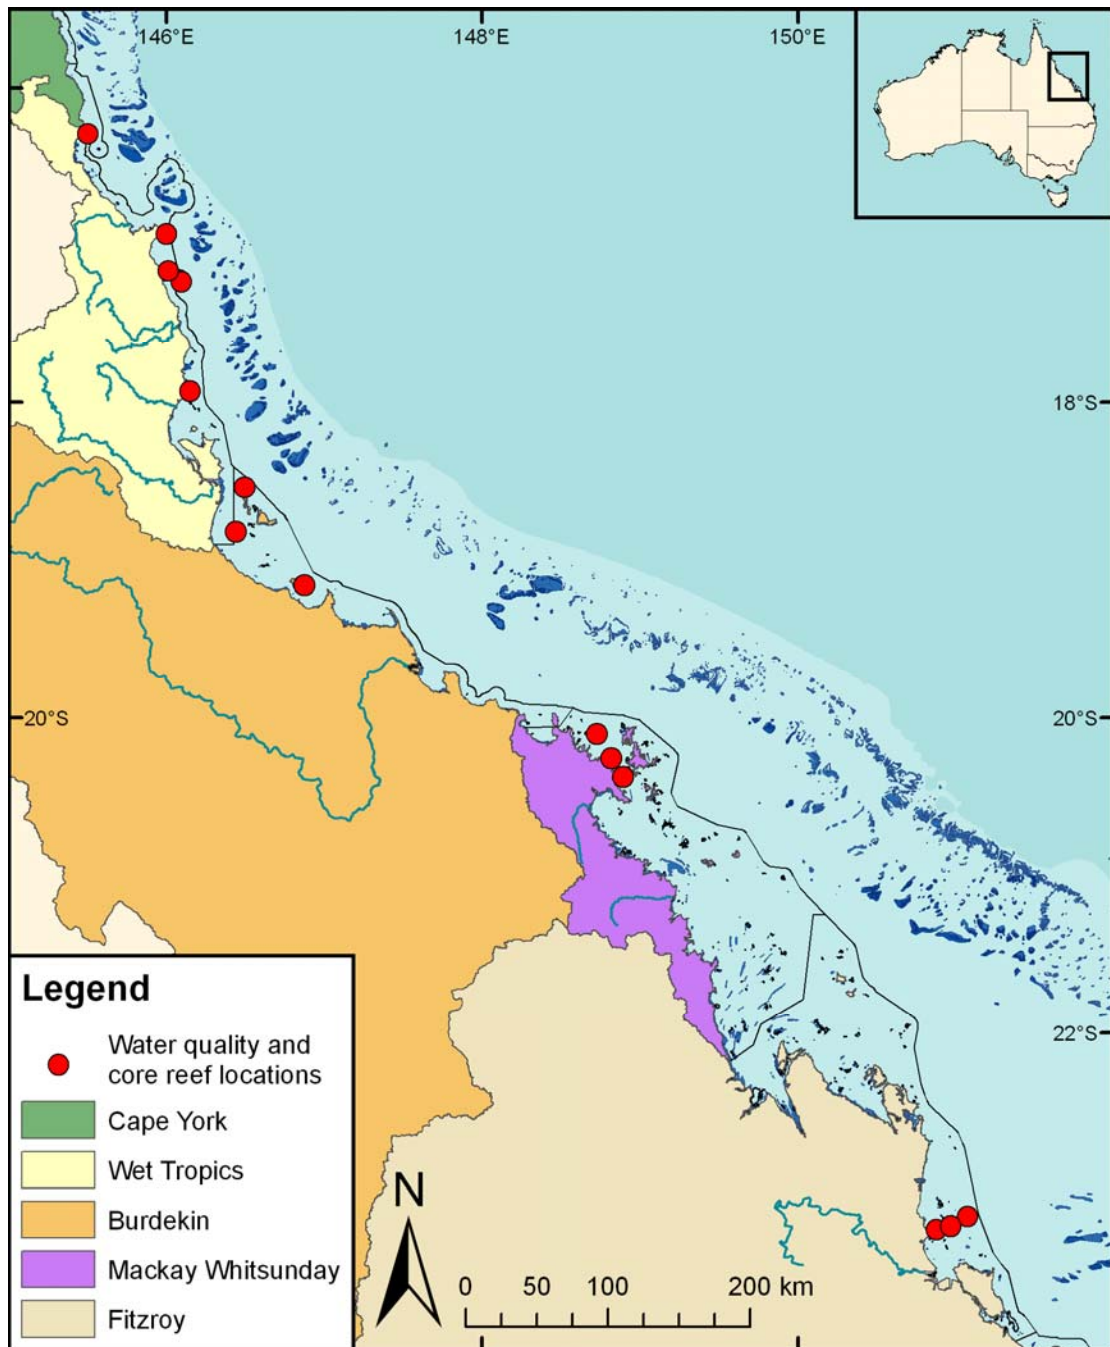 146°E
148°E
150°E
18°S
20°S
20°S
22°S
Legend
Water quality and
core reef locations
Cape York
Wet Tropics
Burdekin
Mackay Whitsunday
Fitzroy
N
0 50 100 200 km